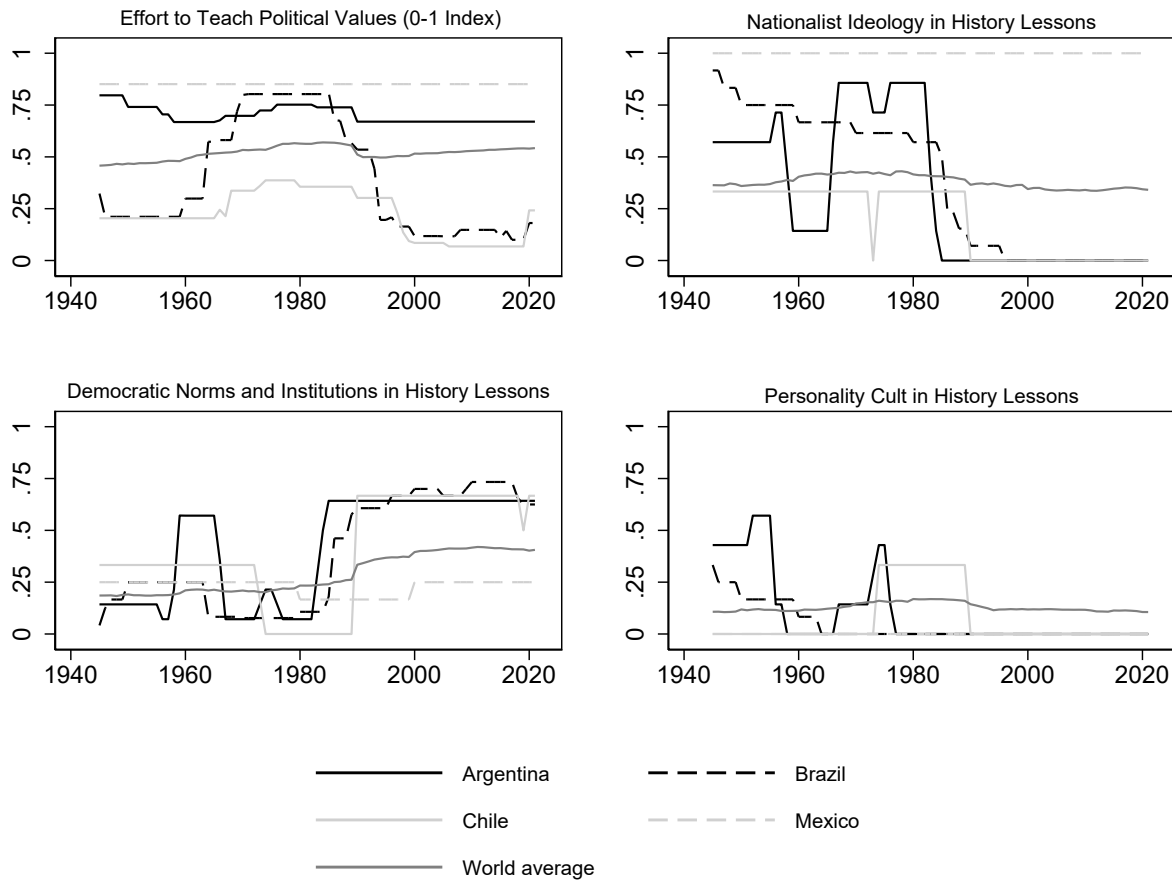 Effort to Teach Political Values (0-1 Index)
1
.75
.5
.25
0
1940 1960 1980 2000 2020
Nationalist Ideology in History Lessons
1
.75
.5
.25
0
1940 1960 1980 2000 2020
Democratic Norms and Institutions in History Lessons
1
.75
.5
.25
0
1940 1960 1980 2000 2020
Personality Cult in History Lessons
1
.75
.5
.25
0
1940 1960 1980 2000 2020
Argentina
Brazil
Chile
Mexico
World average